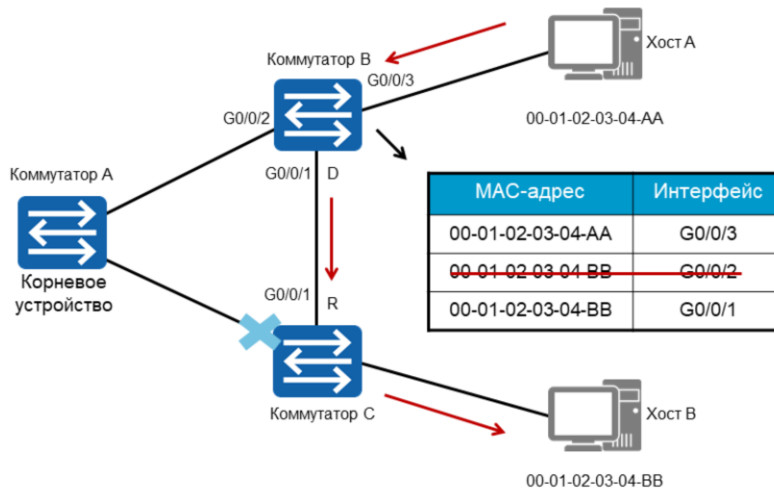 Хост А
Коммутатор В
G0/0/3
00-01-02-03-04-AA
G0/0/2
Коммутатор А
G0/0/1 D
МАС-адрес Интерфейс
00-01-02-03-04-AA G0/0/3
00-01-02-03-04-BB G0/0/2
00-01-02-03-04-BB G0/0/1
Корневое
устройство
G0/0/1 R
Коммутатор С
Хост В
00-01-02-03-04-BB